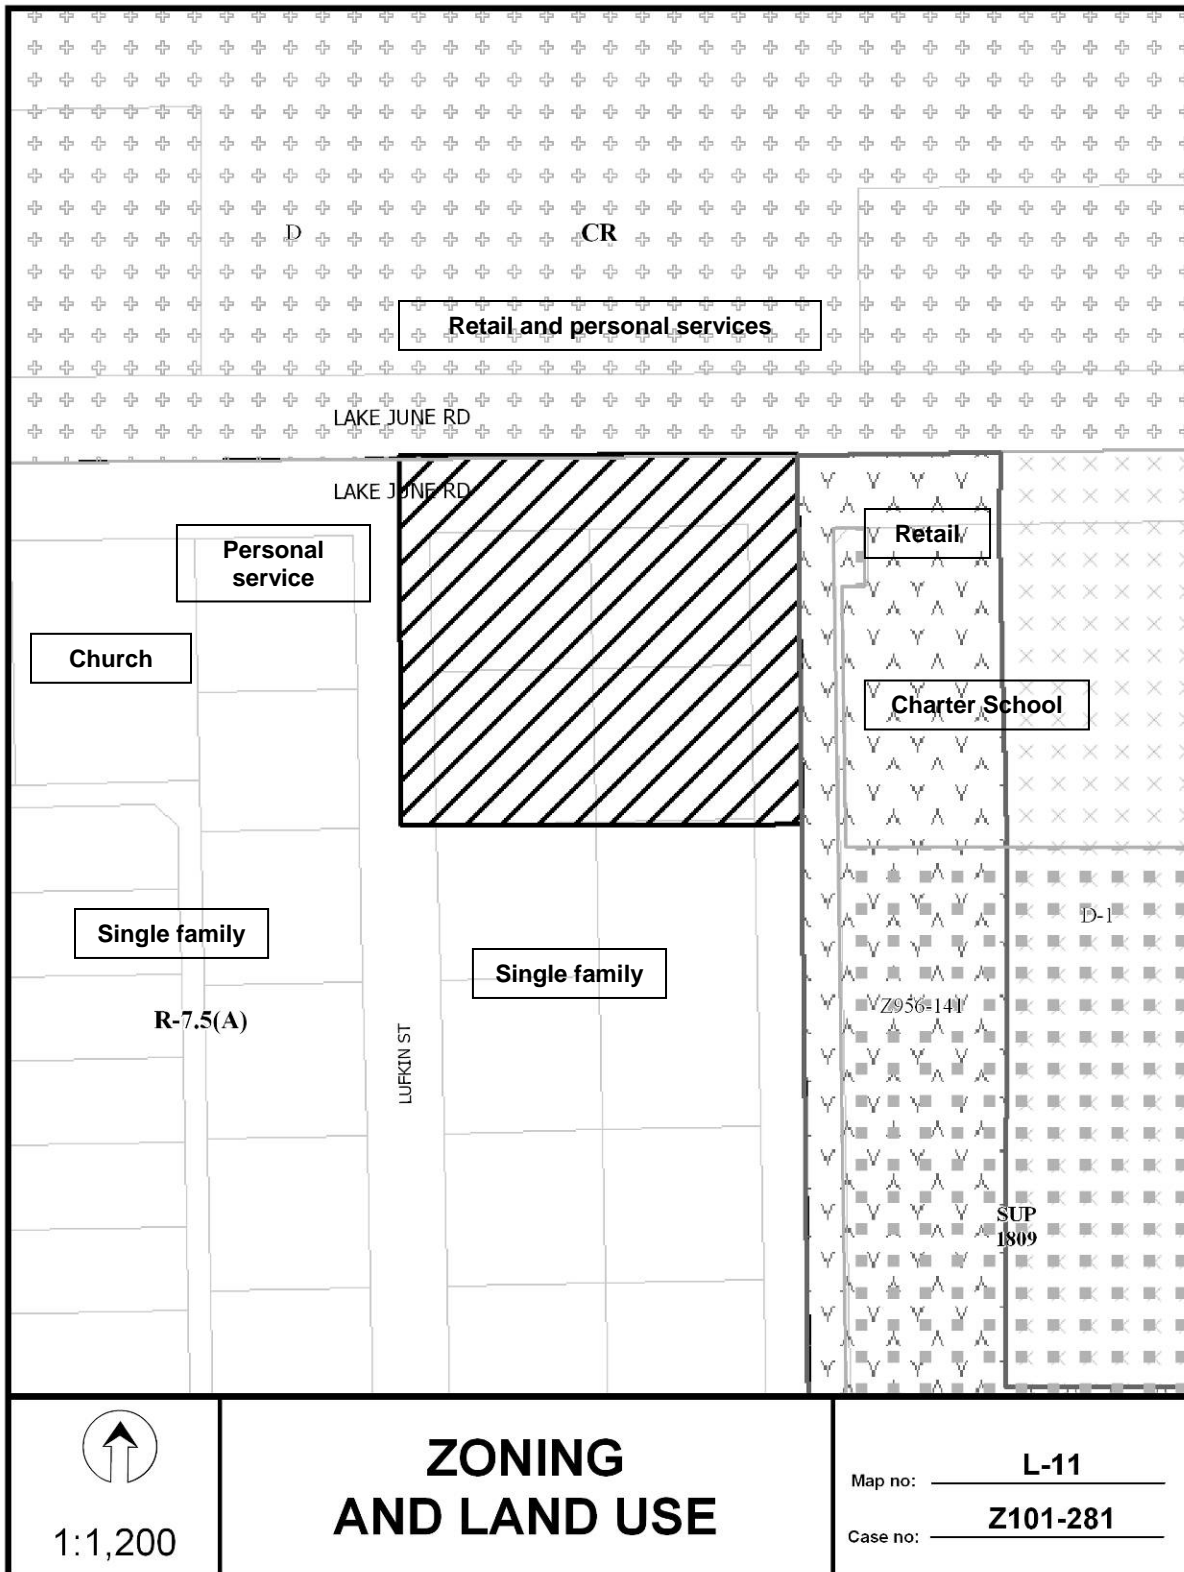 D
CR
Retail and personal services
LAKE JUNE RD
LAKE JUNE RD
Retail
Personal
service
Church
Charter School
D-1
Single family
Single family
Z956-141
R-7.5(A)
LUFKIN ST
SUP
1809
1:1,200
ZONING
AND LAND USE
Map no: L-11
Case no: Z101-281